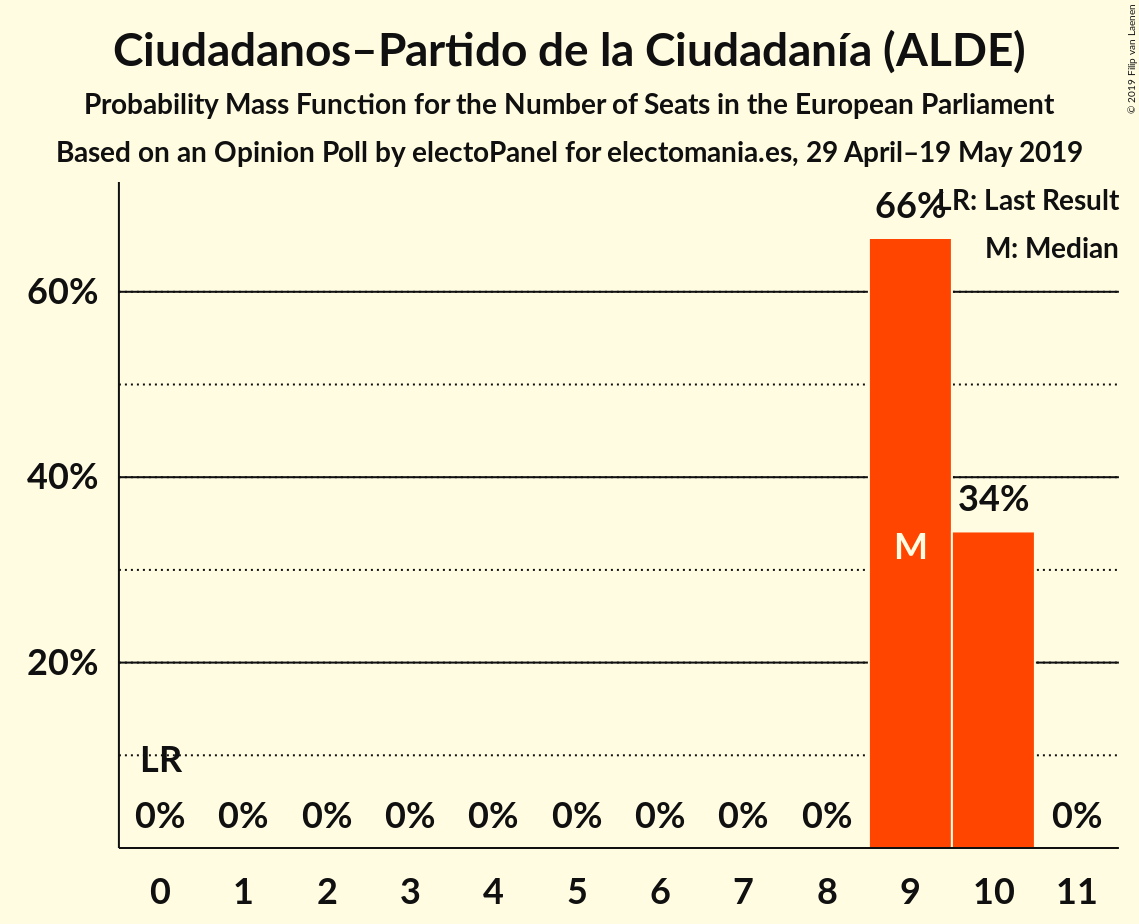 Ciudadanos–Partido de la Ciudadanía (ALDE)
Probability Mass Function for the Number of Seats in the European Parliament
Based on an Opinion Poll by electoPanel for electomania.es, 29 April–19 May 2019
© 2019 Filip van Laenen
LR: Last Result
M: Median
66%
60%
40%
34%
M
20%
LR
0% 0% 0% 0% 0% 0% 0% 0% 0% 0%
0 1 2 3 4 5 6 7 8 9 10 11